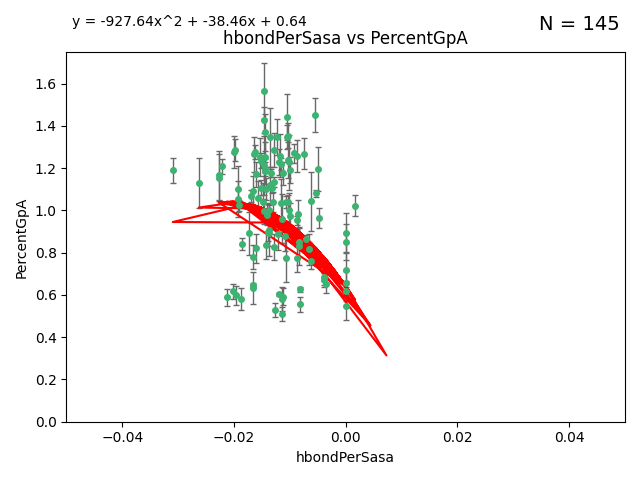 y = -927.64x^2 + -38.46x + 0.64
N = 145
hbondPerSasa vs PercentGpA
PercentGpA
1.6
1.4
1.2
1.0
0.8
0.6
0.4
0.2
0.0
−0.04
−0.02
0.00
0.02
0.04
hbondPerSasa